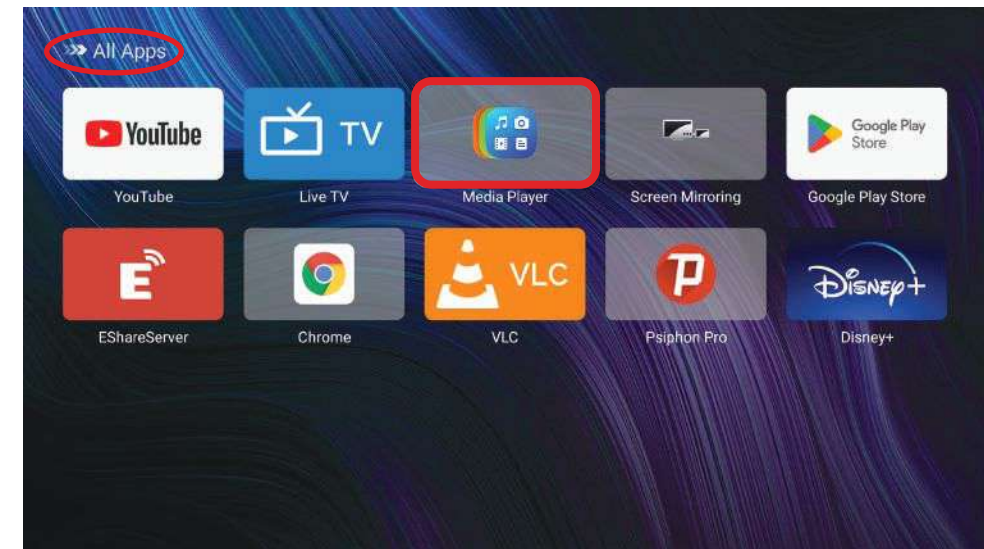 All Apps
YouTube
TV
Google Play
Store
YouTube
Live TV
Media Player
Screen Mirroring
Google Play Store
E
VLC
P
Disney+
EShareServer
Chrome
VLC
Psiphon Pro
Disney+